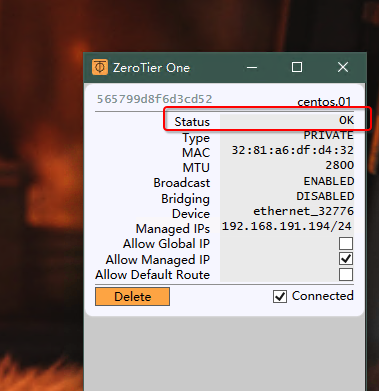 ZeroTier One
565799d8f6d3cd52 centos.01
Status OK
Type PRIVATE
MAC 32:81:a6:df:d4:32
MTU 2800
Broadcast ENABLED
Bridging DISABLED
Device ethernet_32776
Managed IPs 192.168.191.194/24
Allow Global IP
Allow Managed IP
Allow Default Route
Delete Connected